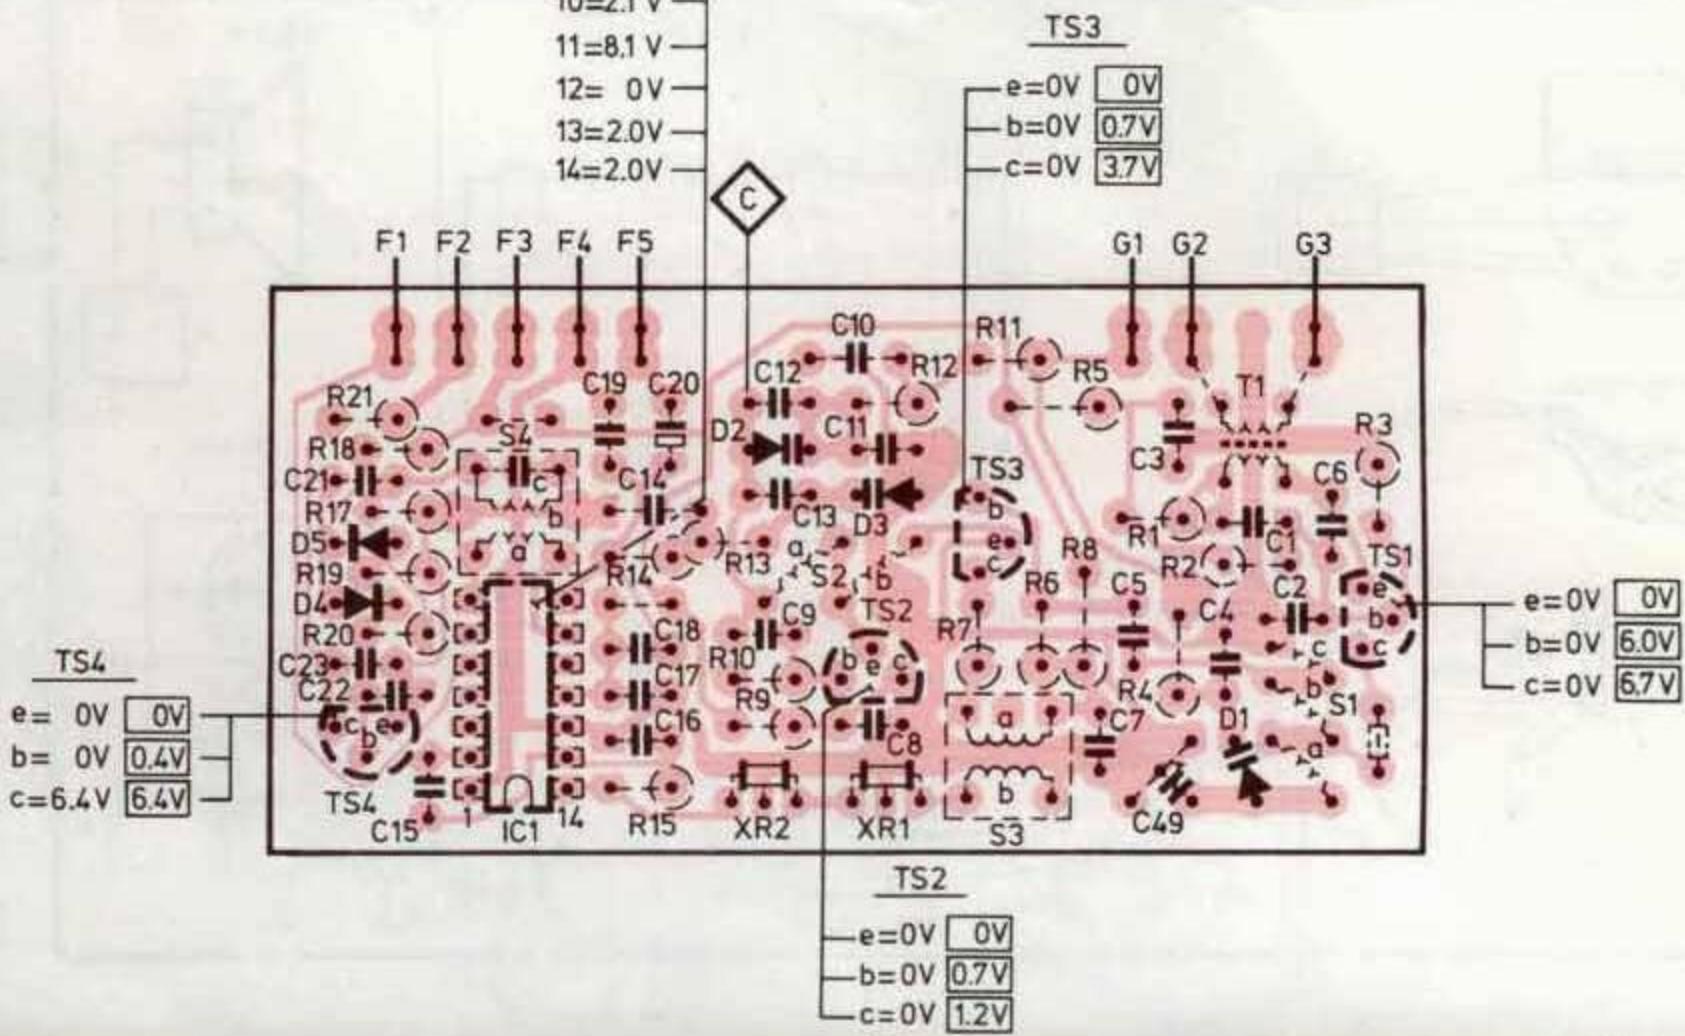 10=2.1 V
11=8.1 V
12= 0V
13=2.0V
14=2.0V
C
TS3
e=0V 0V
b=0V 0.7V
c=0V 3.7V
F1 F2 F3 F4 F5 G1 G2 G3
C10 R11
C12 R12 R5 T1
R21 C19 C20
R18 S4 D2 C11 C3 R3
C21 c C14 TS3 C6
R17 b C13 D3 b R1 C1
D5 a R13 a e R8 R2 TS1
R19 R14 S2 b c R6 C5 C2 e
D4 TS2 C4 b
R20 C18 C9 R7 c c
C23 R10 b e c b
C22 C17 R9 R4 S1
c b e C16 C8 a C7 D1 a
TS4 b
C15 1 IC1 14 R15 XR2 XR1 S3 C49
e=0V 0V
b=0V 6.0V
c=0V 6.7V
TS4
e= 0V 0V
b= 0V 0.4V
c=6.4V 6.4V
TS2
e=0V 0V
b=0V 0.7V
c=0V 1.2V